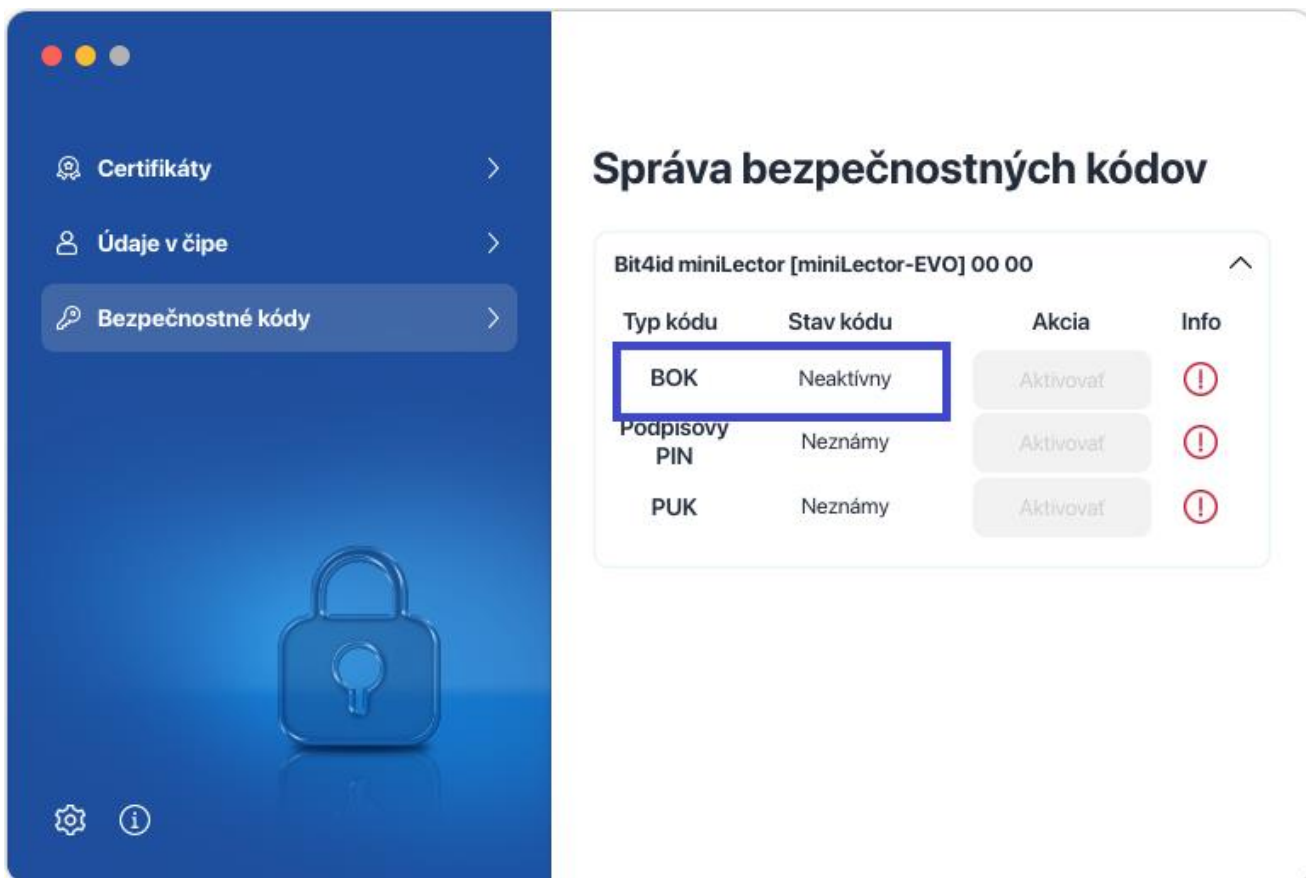 Certifikáty
Údaje v čipe
Bezpečnostné kódy
Správa bezpečnostných kódov
Bit4id miniLector [miniLector-EVO] 00 00
Typ kódu Stav kódu Akcia Info
BOK Neaktívny Aktivovať
Podpisový
PIN Neznámy Aktivovať
PUK Neznámy Aktivovať